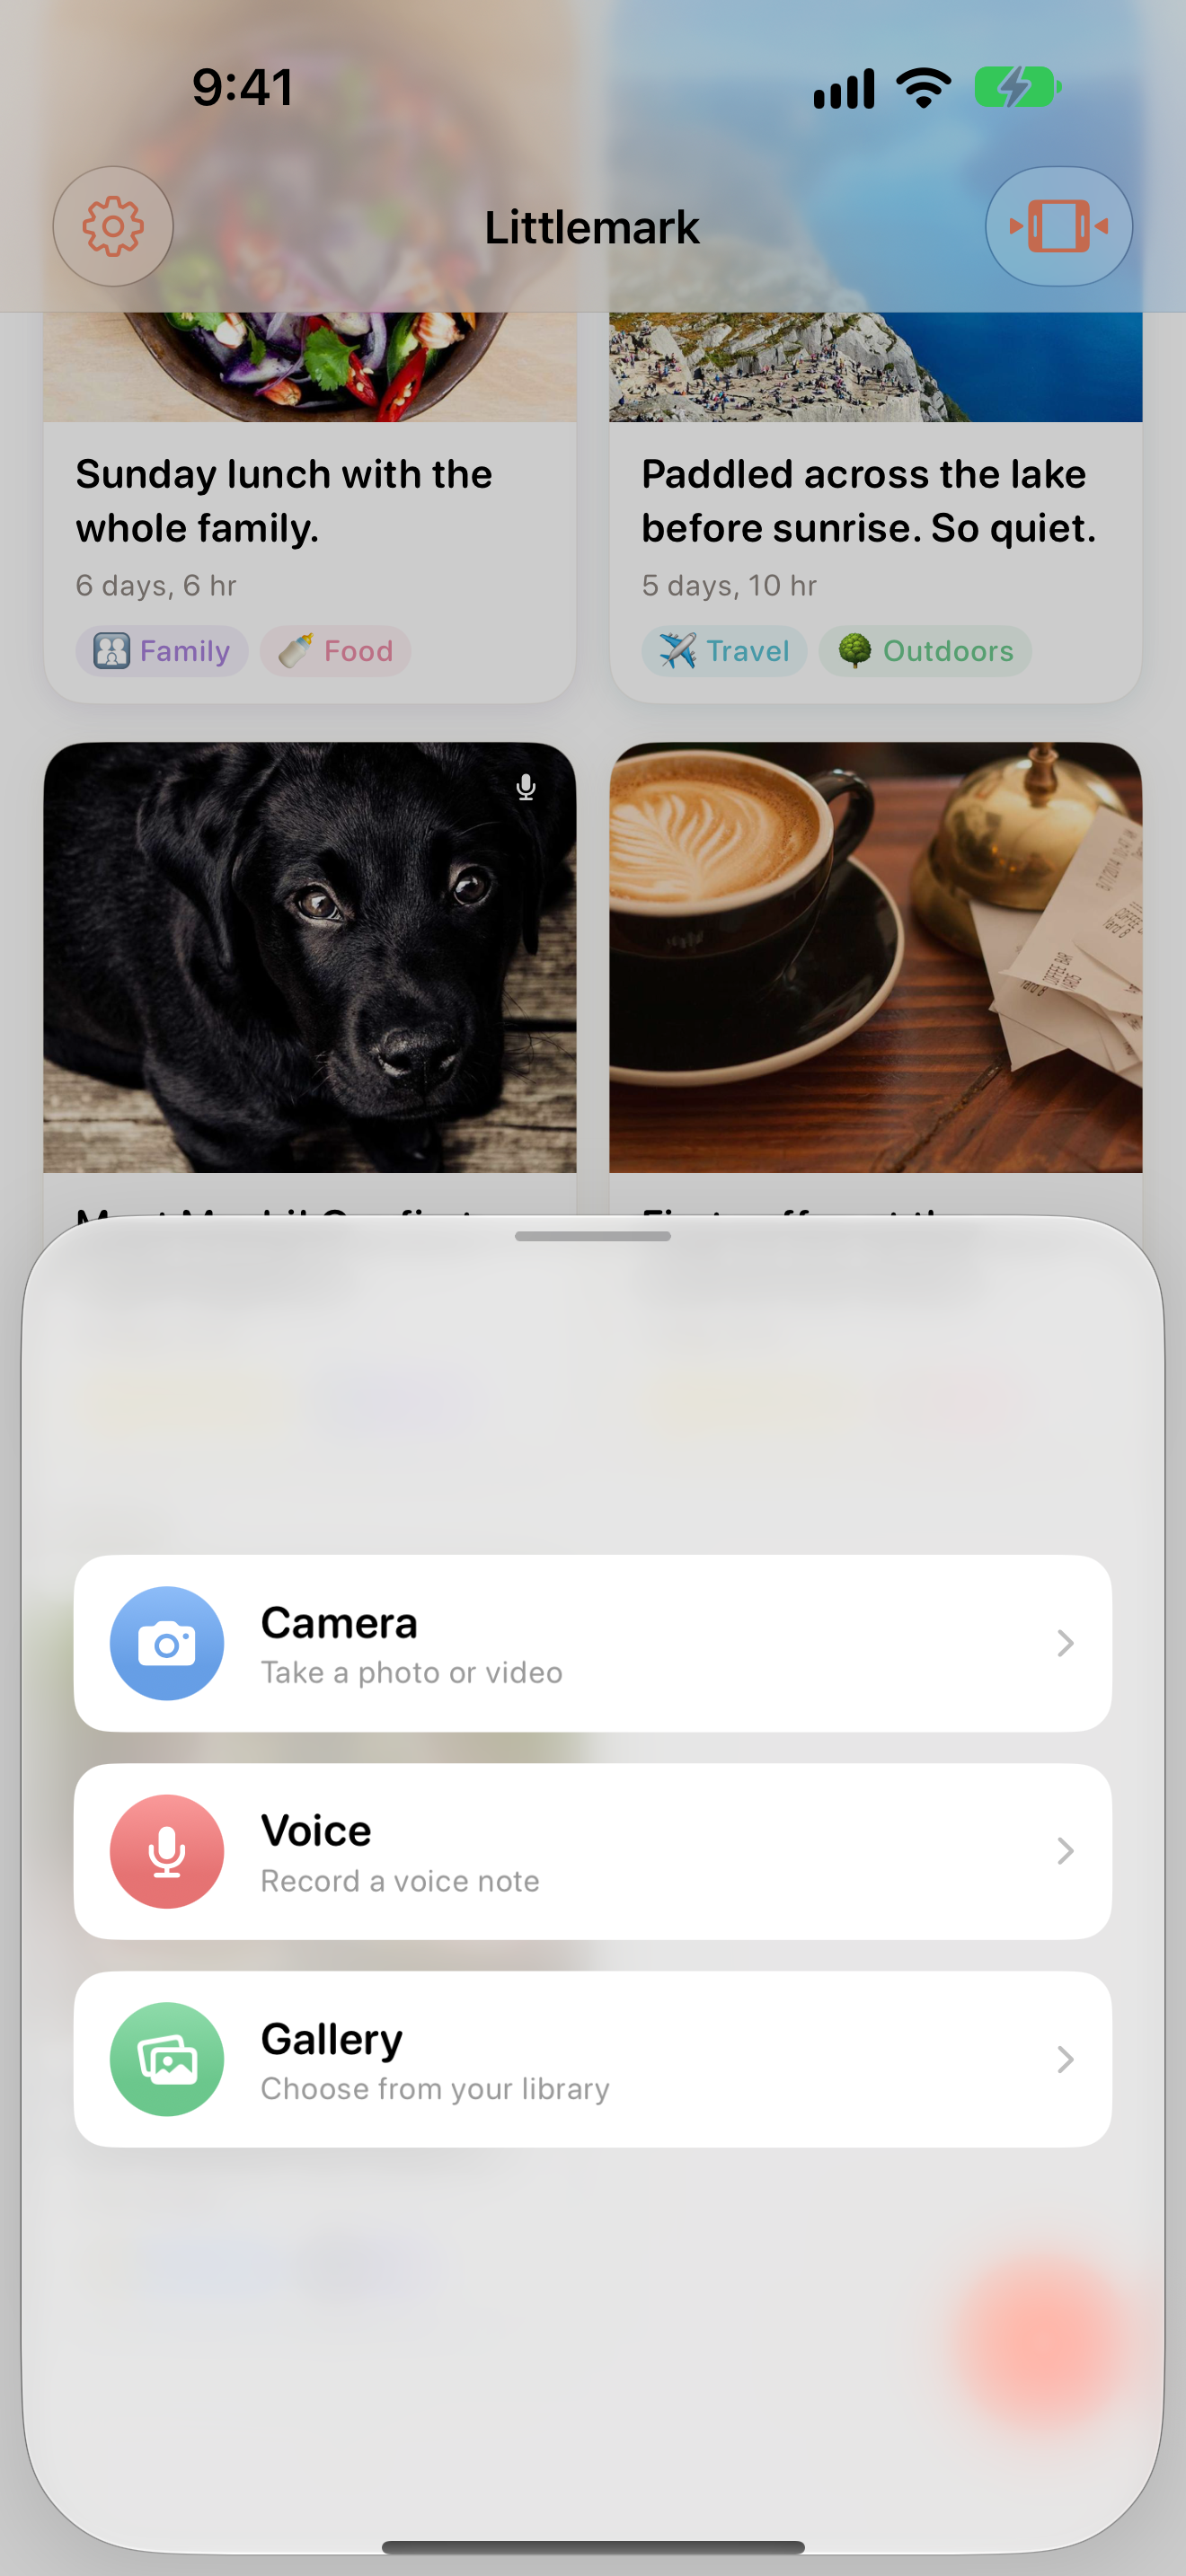 9:41
Littlemark
Sunday lunch with the
whole family.
6 days, 6 hr
Family
Food
Paddled across the lake
before sunrise. So quiet.
5 days, 10 hr
Travel
Outdoors
Camera
Take a photo or video
Voice
Record a voice note
Gallery
Choose from your library